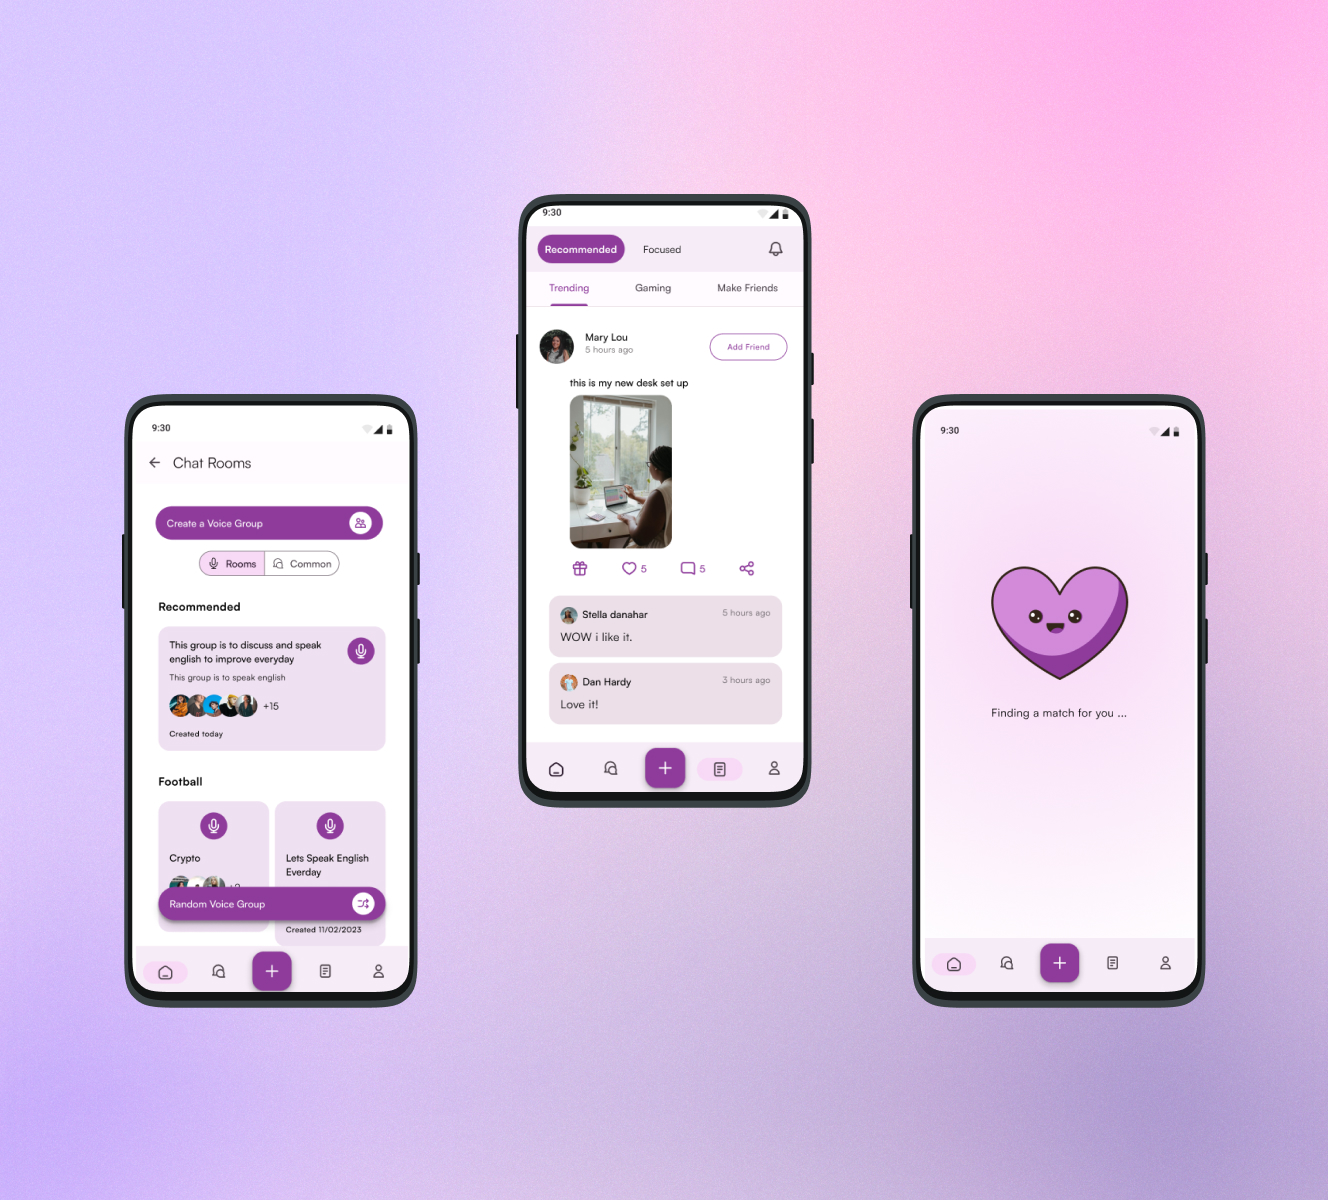 9:30
Chat Rooms
Create a Voice Group
Rooms
Common
Recommended
This group is to discuss and speak
english to improve everyday
This group is to speak english
+15
Created today
Football
Crypto
Lets Speak English
Everday
Random Voice Group
Created 11/02/2023
9:30
Recommended
Focused
Trending
Gaming
Make Friends
Mary Lou
5 hours ago
Add Friend
this is my new desk set up
5
5
Stella danahar
5 hours ago
WOW i like it.
Dan Hardy
3 hours ago
Love it!
9:30
Finding a match for you ...